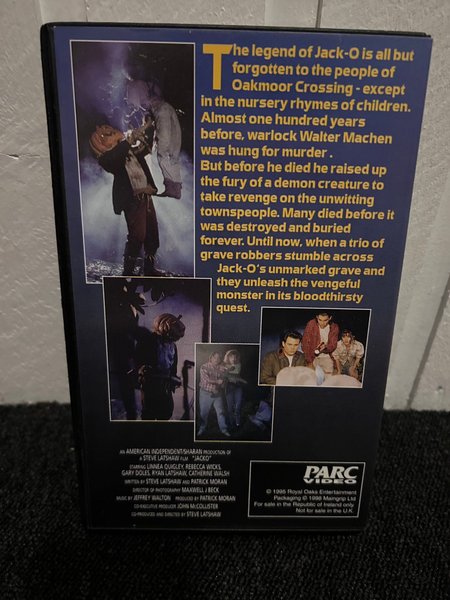 The legend of Jack-O is all but
forgotten to the people of
Oakmoor Crossing - except
in the nursery rhymes of children.
Almost one hundred years
before, warlock Walter Machen
was hung for murder .
But before he died he raised up
the fury of a demon creature to
take revenge on the unwitting
townspeople. Many died before it
was destroyed and buried
forever. Until now, when a trio of
grave robbers stumble across
Jack-O's unmarked grave and
they unleash the vengeful
monster in its bloodthirsty
quest.
AN AMERICAN INDEPENDENT/SHARAN PRODUCTION OF
A STEVE LATSHAW FILM "JACKO"
STARRING LINNEA QUIGLEY, REBECCA WICKS,
GARY DOLES, RYAN LATSHAW, CATHERINE WALSH
WRITTEN BY STEVE LATSHAW AND PATRICK MORAN
DIRECTOR OF PHOTOGRAPHY MAXWELL J BECK
MUSIC BY JEFFREY WALTON PRODUCED BY PATRICK MORAN
CO-EXECUTIVE PRODUCER JOHN McCOLLISTER
CO-PRODUCED AND DIRECTED BY STEVE LATSHAW
PARC
VIDEO
© 1995 Royal Oaks Entertainment
Packaging © 1998 Maingrip Ltd
For sale in the Republic of Ireland only
Not for sale in the U.K.